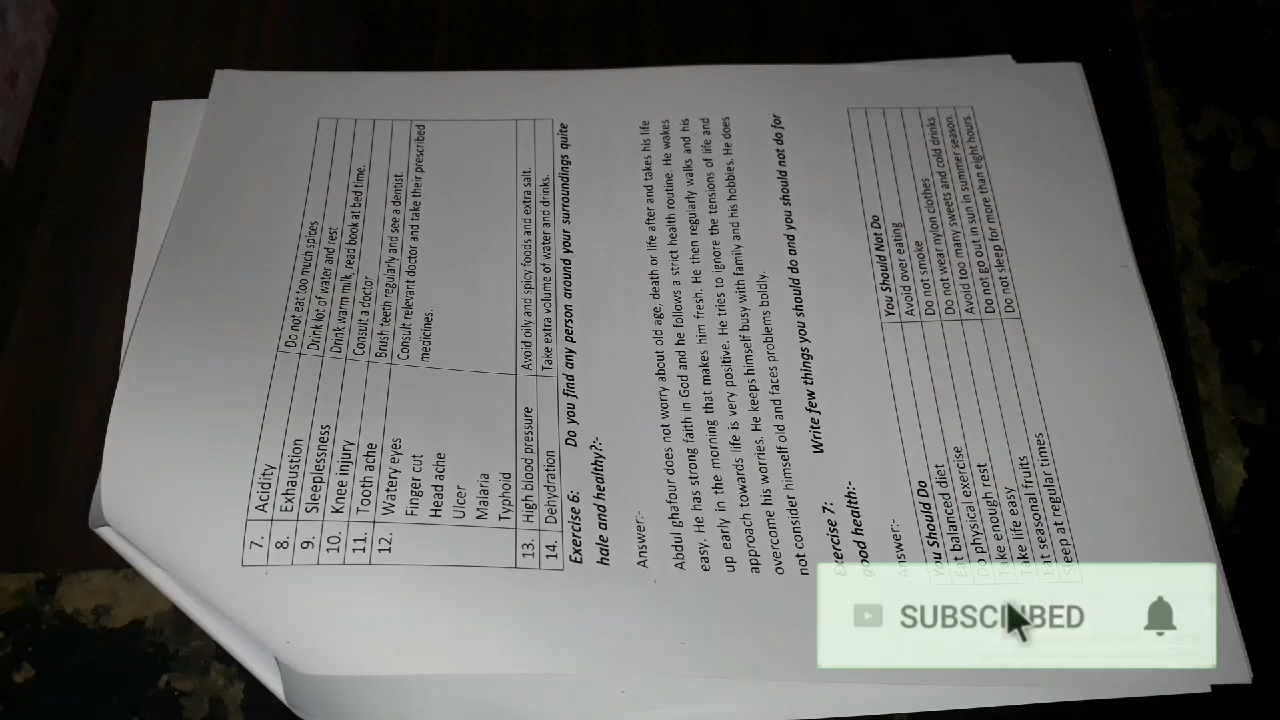 7. Acidity Do not eat too much spices
8. Exhaustion Drink lot of water and rest
9. Sleeplessness Drink warm milk, read book at bed time.
10. Knee injury Consult a doctor
11. Tooth ache Brush teeth regularly and see a dentist.
12. Watery eyes Consult relevant doctor and take their prescribed
Finger cut medicines.
Head ache
Ulcer
Malaria
Typhoid
13. High blood pressure Avoid oily and spicy foods and extra salt.
14. Dehydration Take extra volume of water and drinks.
Exercise 6: Do you find any person around your surroundings quite
hale and healthy?:-
Answer:-
Abdul ghafour does not worry about old age, death or life after and takes his life
easy. He has strong faith in God and he follows a strict health routine. He wakes
up early in the morning that makes him fresh. He then regularly walks and his
approach towards life is very positive. He tries to ignore the tensions of life and
overcome his worries. He keeps himself busy with family and his hobbies. He does
not consider himself old and faces problems boldly.
Exercise 7: Write few things you should do and you should not do for
good health:-
Answer:-
You Should Do You Should Not Do
Eat balanced diet Avoid over eating
Do physical exercise Do not smoke
Take enough rest Do not wear nylon clothes
Take life easy Avoid too many sweets and cold drinks
Eat seasonal fruits Do not go out in sun in summer season.
Sleep at regular times Do not sleep for more than eight hours.
SUBSCRIBED